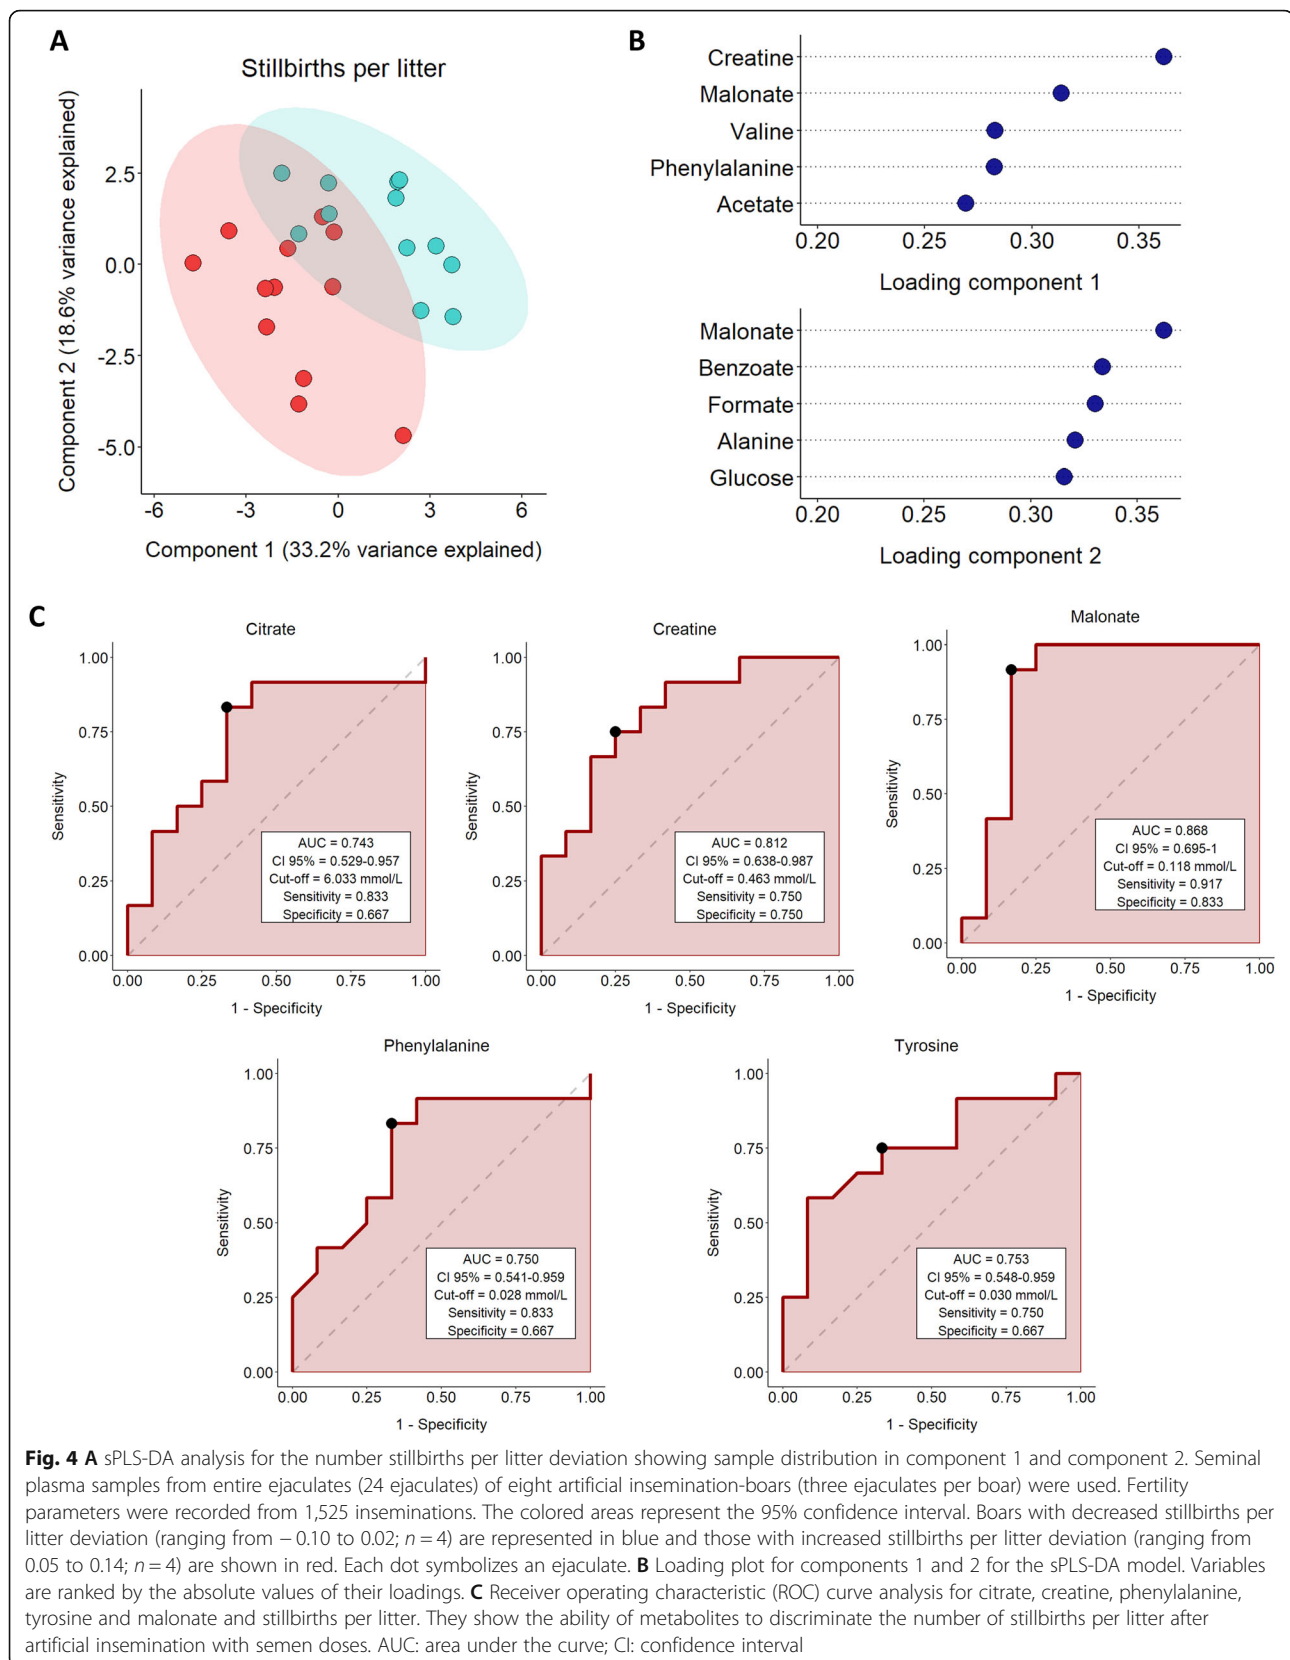 A
Stillbirths per litter
Component 2 (18.6% variance explained)
2.5
0.0
-2.5
-5.0
-6
-3
0
3
6
Component 1 (33.2% variance explained)
B
Creatine
Malonate
Valine
Phenylalanine
Acetate
0.20
0.25
0.30
0.35
Loading component 1
Malonate
Benzoate
Formate
Alanine
Glucose
0.20
0.25
0.30
0.35
Loading component 2
C
Citrate
Sensitivity
1.00
0.75
0.50
0.25
0.00
AUC = 0.743
CI 95% = 0.529-0.957
Cut-off = 6.033 mmol/L
Sensitivity = 0.833
Specificity = 0.667
0.00
0.25
0.50
0.75
1.00
1 - Specificity
Creatine
Sensitivity
1.00
0.75
0.50
0.25
0.00
AUC = 0.812
CI 95% = 0.638-0.987
Cut-off = 0.463 mmol/L
Sensitivity = 0.750
Specificity = 0.750
0.00
0.25
0.50
0.75
1.00
1 - Specificity
Malonate
Sensitivity
1.00
0.75
0.50
0.25
0.00
AUC = 0.868
CI 95% = 0.695-1
Cut-off = 0.118 mmol/L
Sensitivity = 0.917
Specificity = 0.833
0.00
0.25
0.50
0.75
1.00
1 - Specificity
Phenylalanine
Sensitivity
1.00
0.75
0.50
0.25
0.00
AUC = 0.750
CI 95% = 0.541-0.959
Cut-off = 0.028 mmol/L
Sensitivity = 0.833
Specificity = 0.667
0.00
0.25
0.50
0.75
1.00
1 - Specificity
Tyrosine
Sensitivity
1.00
0.75
0.50
0.25
0.00
AUC = 0.753
CI 95% = 0.548-0.959
Cut-off = 0.030 mmol/L
Sensitivity = 0.750
Specificity = 0.667
0.00
0.25
0.50
0.75
1.00
1 - Specificity
Fig. 4 A sPLS-DA analysis for the number stillbirths per litter deviation showing sample distribution in component 1 and component 2. Seminal
plasma samples from entire ejaculates (24 ejaculates) of eight artificial insemination-boars (three ejaculates per boar) were used. Fertility
parameters were recorded from 1,525 inseminations. The colored areas represent the 95% confidence interval. Boars with decreased stillbirths per
litter deviation (ranging from − 0.10 to 0.02; n = 4) are represented in blue and those with increased stillbirths per litter deviation (ranging from
0.05 to 0.14; n = 4) are shown in red. Each dot symbolizes an ejaculate. B Loading plot for components 1 and 2 for the sPLS-DA model. Variables
are ranked by the absolute values of their loadings. C Receiver operating characteristic (ROC) curve analysis for citrate, creatine, phenylalanine,
tyrosine and malonate and stillbirths per litter. They show the ability of metabolites to discriminate the number of stillbirths per litter after
artificial insemination with semen doses. AUC: area under the curve; CI: confidence interval